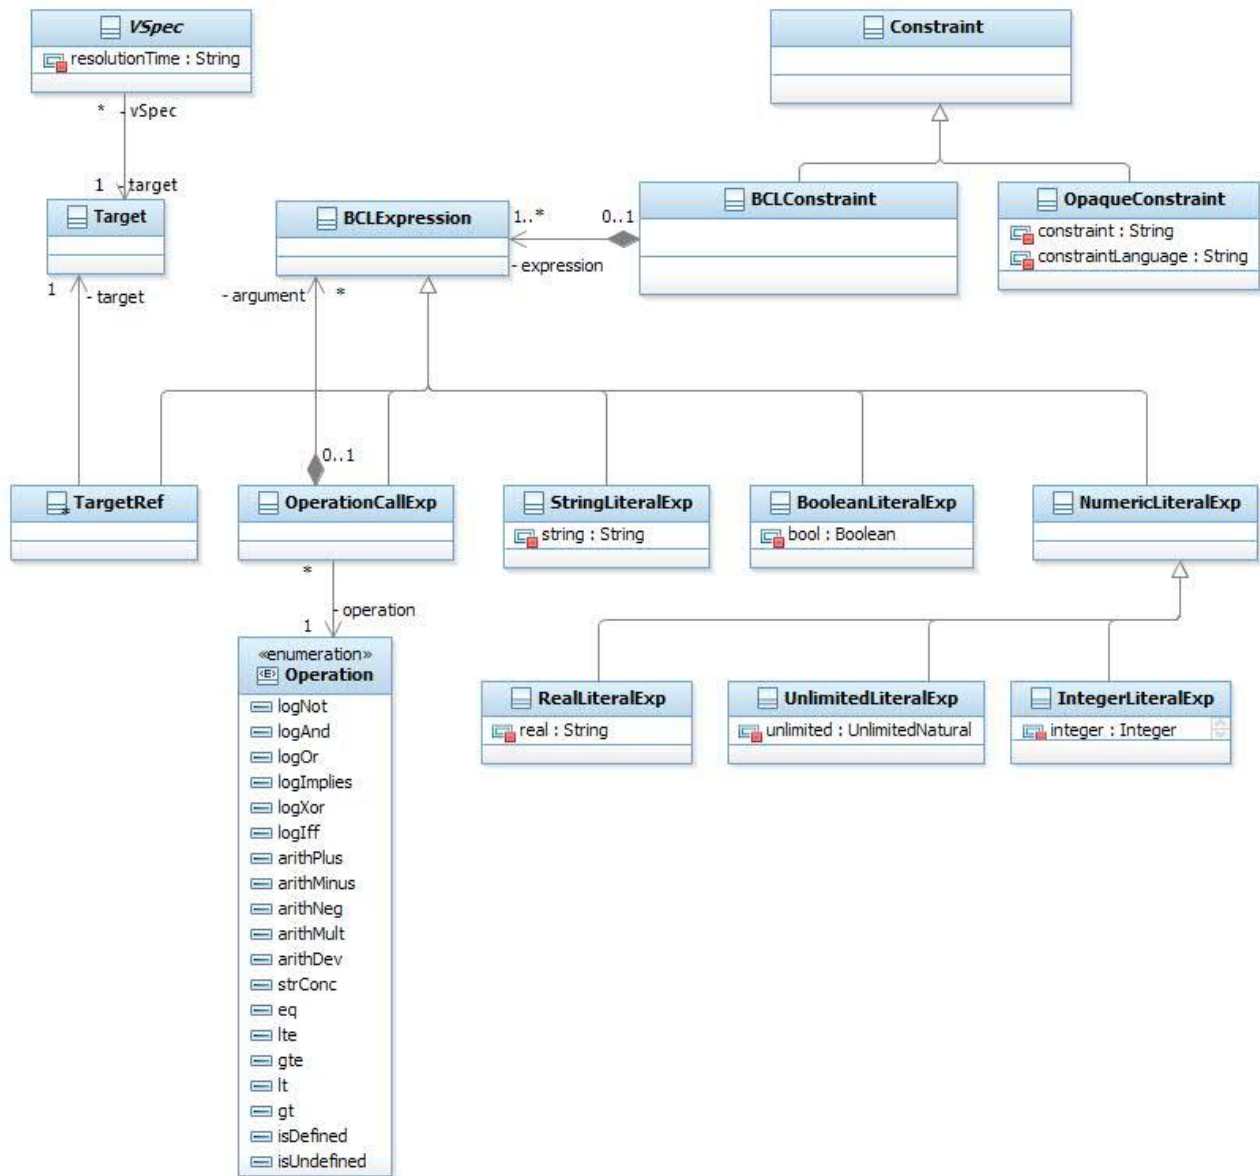 VSpec
resolutionTime : String
* - vSpec
1 - target
Target
1 - target
Constraint
BCLExpression
1..* 0..1
- expression
BCLConstraint
OpaqueConstraint
constraint : String
constraintLanguage : String
- argument *
0..1
TargetRef
*
OperationCallExp
StringLiteralExp
string : String
BooleanLiteralExp
bool : Boolean
NumericLiteralExp
*
- operation
1
«enumeration»
<E> Operation
logNot
logAnd
logOr
logImplies
logXor
logIff
arithPlus
arithMinus
arithNeg
arithMult
arithDev
strConc
eq
lte
gte
lt
gt
isDefined
isUndefined
RealLiteralExp
real : String
UnlimitedLiteralExp
unlimited : UnlimitedNatural
IntegerLiteralExp
integer : Integer